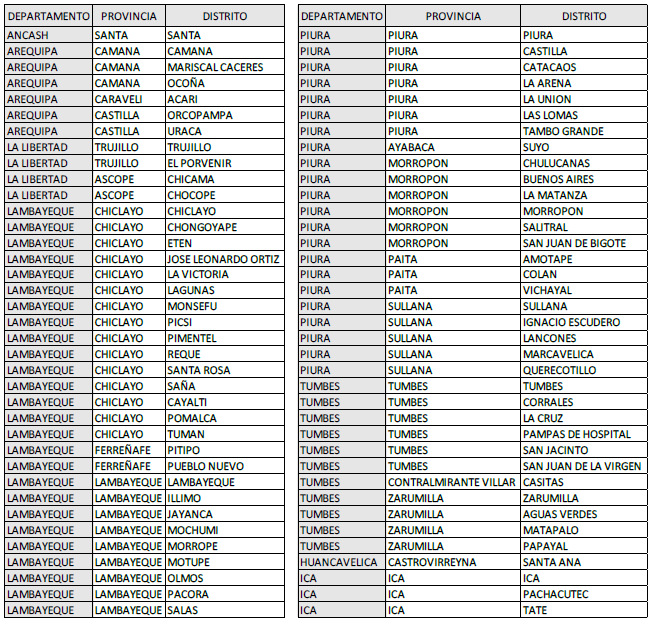 DEPARTAMENTO PROVINCIA DISTRITO
ANCASH SANTA SANTA
AREQUIPA CAMANA CAMANA
AREQUIPA CAMANA MARISCAL CACERES
AREQUIPA CAMANA OCOÑA
AREQUIPA CARAVELI ACARI
AREQUIPA CASTILLA ORCOPAMPA
AREQUIPA CASTILLA URACA
LA LIBERTAD TRUJILLO TRUJILLO
LA LIBERTAD TRUJILLO EL PORVENIR
LA LIBERTAD ASCOPE CHICAMA
LA LIBERTAD ASCOPE CHOCOPE
LAMBAYEQUE CHICLAYO CHICLAYO
LAMBAYEQUE CHICLAYO CHONGOYAPE
LAMBAYEQUE CHICLAYO ETEN
LAMBAYEQUE CHICLAYO JOSE LEONARDO ORTIZ
LAMBAYEQUE CHICLAYO LA VICTORIA
LAMBAYEQUE CHICLAYO LAGUNAS
LAMBAYEQUE CHICLAYO MONSEFU
LAMBAYEQUE CHICLAYO PICSI
LAMBAYEQUE CHICLAYO PIMENTEL
LAMBAYEQUE CHICLAYO REQUE
LAMBAYEQUE CHICLAYO SANTA ROSA
LAMBAYEQUE CHICLAYO SAÑA
LAMBAYEQUE CHICLAYO CAYALTI
LAMBAYEQUE CHICLAYO POMALCA
LAMBAYEQUE CHICLAYO TUMAN
LAMBAYEQUE FERREÑAFE PITIPO
LAMBAYEQUE FERREÑAFE PUEBLO NUEVO
LAMBAYEQUE LAMBAYEQUE LAMBAYEQUE
LAMBAYEQUE LAMBAYEQUE ILLIMO
LAMBAYEQUE LAMBAYEQUE JAYANCA
LAMBAYEQUE LAMBAYEQUE MOCHUMI
LAMBAYEQUE LAMBAYEQUE MORROPE
LAMBAYEQUE LAMBAYEQUE MOTUPE
LAMBAYEQUE LAMBAYEQUE OLMOS
LAMBAYEQUE LAMBAYEQUE PACORA
LAMBAYEQUE LAMBAYEQUE SALAS
DEPARTAMENTO PROVINCIA DISTRITO
PIURA PIURA PIURA
PIURA PIURA CASTILLA
PIURA PIURA CATACAOS
PIURA PIURA LA ARENA
PIURA PIURA LA UNION
PIURA PIURA LAS LOMAS
PIURA PIURA TAMBO GRANDE
PIURA AYABACA SUYO
PIURA MORROPON CHULUCANAS
PIURA MORROPON BUENOS AIRES
PIURA MORROPON LA MATANZA
PIURA MORROPON MORROPON
PIURA MORROPON SALITRAL
PIURA MORROPON SAN JUAN DE BIGOTE
PIURA PAITA AMOTAPE
PIURA PAITA COLAN
PIURA PAITA VICHAYAL
PIURA SULLANA SULLANA
PIURA SULLANA IGNACIO ESCUDERO
PIURA SULLANA LANCONES
PIURA SULLANA MARCAVELICA
PIURA SULLANA QUERECOTILLO
TUMBES TUMBES TUMBES
TUMBES TUMBES CORRALES
TUMBES TUMBES LA CRUZ
TUMBES TUMBES PAMPAS DE HOSPITAL
TUMBES TUMBES SAN JACINTO
TUMBES TUMBES SAN JUAN DE LA VIRGEN
TUMBES CONTRALMIRANTE VILLAR CASITAS
TUMBES ZARUMILLA ZARUMILLA
TUMBES ZARUMILLA AGUAS VERDES
TUMBES ZARUMILLA MATAPALO
TUMBES ZARUMILLA PAPAYAL
HUANCAVELICA CASTROVIRREYNA SANTA ANA
ICA ICA ICA
ICA ICA PACHACUTEC
ICA ICA TATE